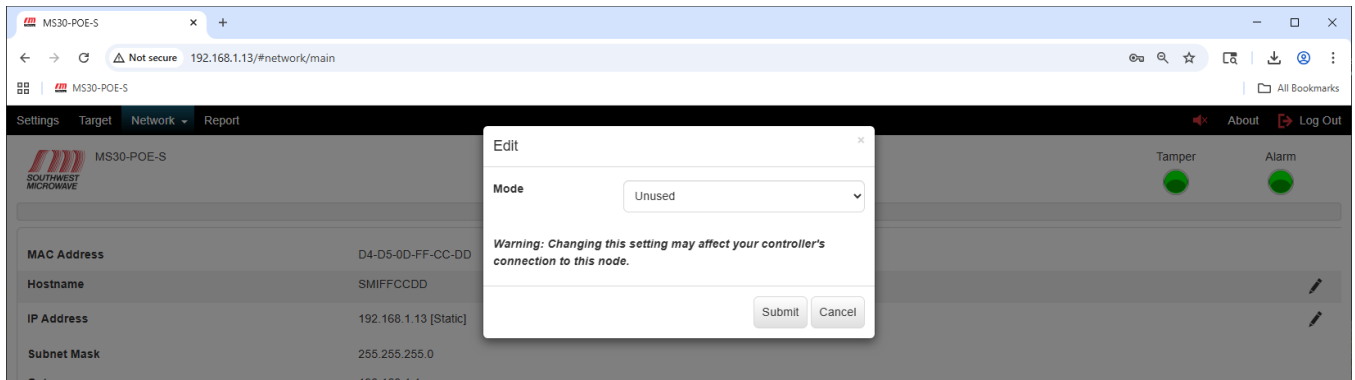 MS30-POE-S
Not secure 192.168.1.13/#network/main
MS30-POE-S
All Bookmarks
Settings Target Network Report About Log Out
MS30-POE-S
SOUTHWEST
MICROWAVE
Tamper Alarm
Edit
Mode Unused
Warning: Changing this setting may affect your controller's
connection to this node.
Submit Cancel
MAC Address D4-D5-0D-FF-CC-DD
Hostname SMIFFCCDD
IP Address 192.168.1.13 [Static]
Subnet Mask 255.255.255.0